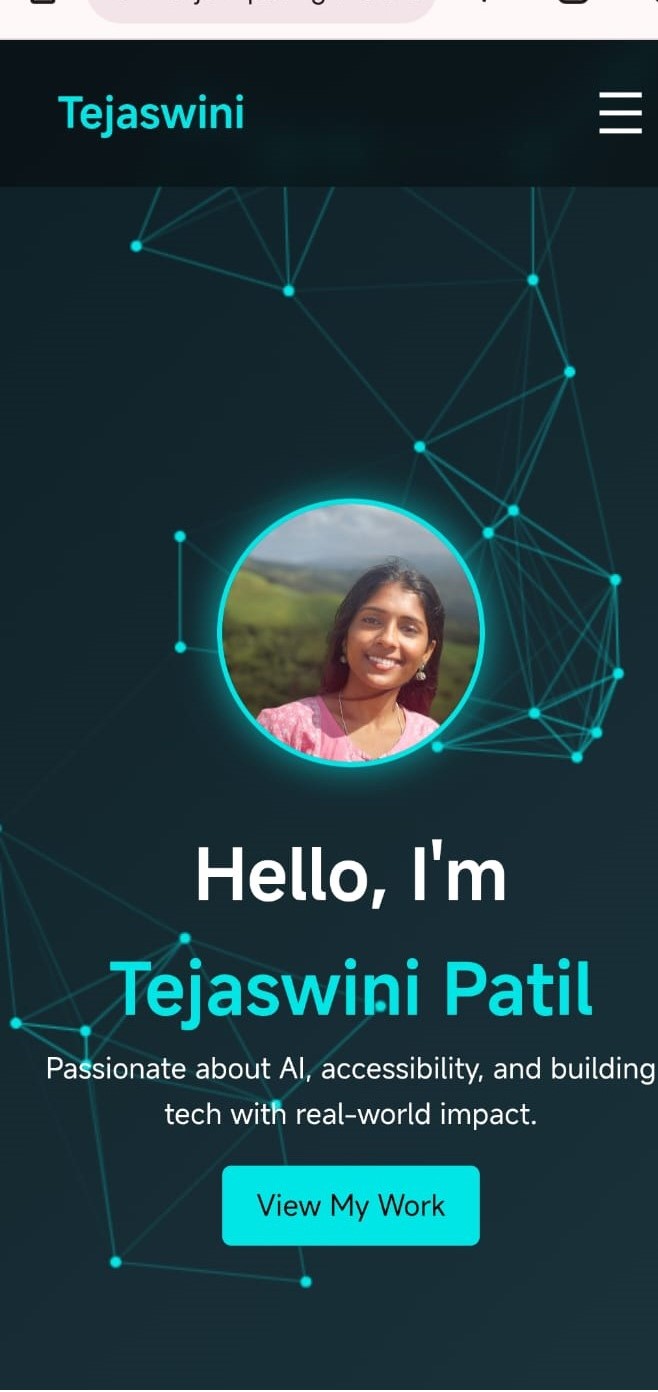 Tejaswini
Hello, I'm
Tejaswini Patil
Passionate about AI, accessibility, and building
tech with real-world impact.
View My Work